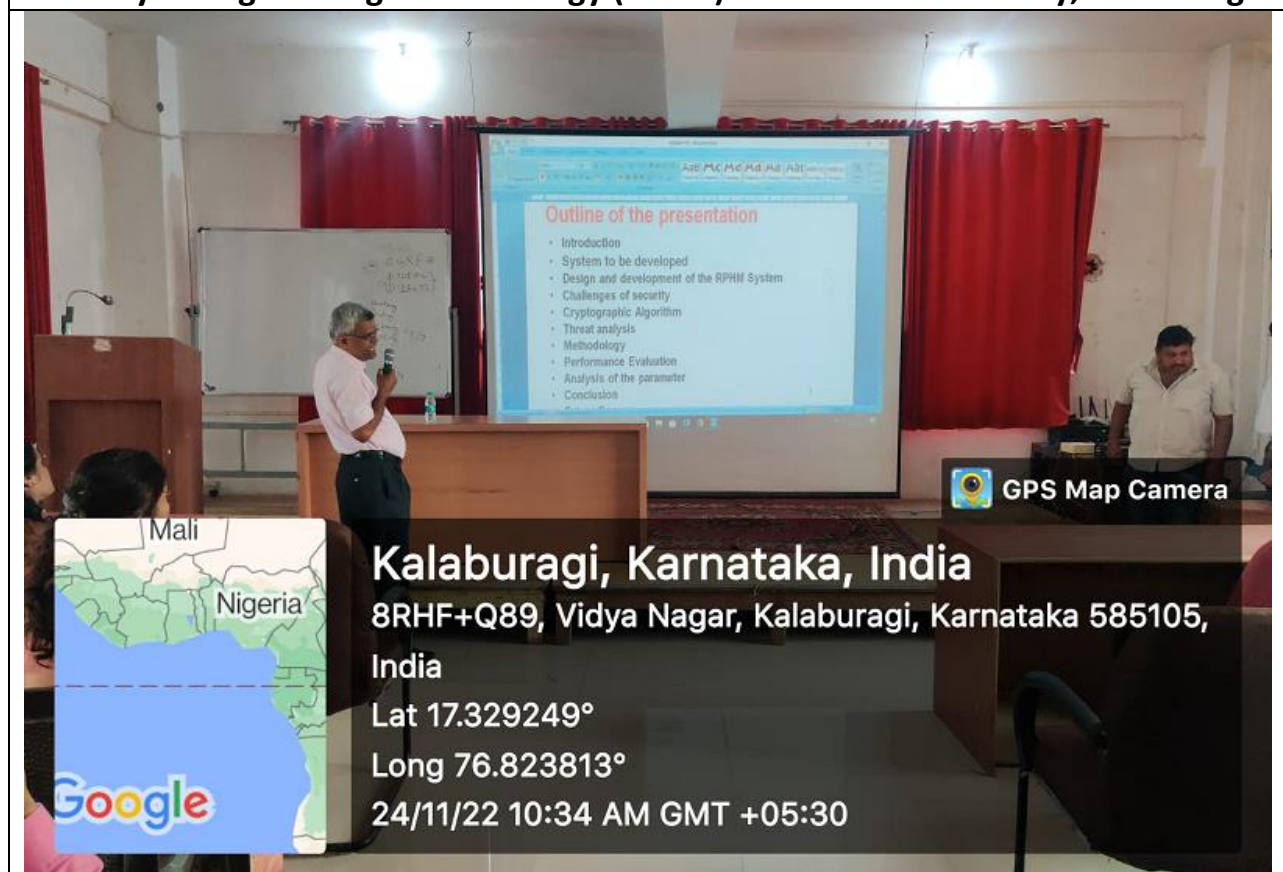 Outline of the presentation
• Introduction
• System to be developed
• Design and development of the RPHM System
• Challenges of security
• Cryptographic Algorithm
• Threat analysis
• Methodology
• Performance Evaluation
• Analysis of the parameter
• Conclusion
GPS Map Camera
Mali
Nigeria
Google
Kalaburagi, Karnataka, India
8RHF+Q89, Vidya Nagar, Kalaburagi, Karnataka 585105,
India
Lat 17.329249°
Long 76.823813°
24/11/22 10:34 AM GMT +05:30